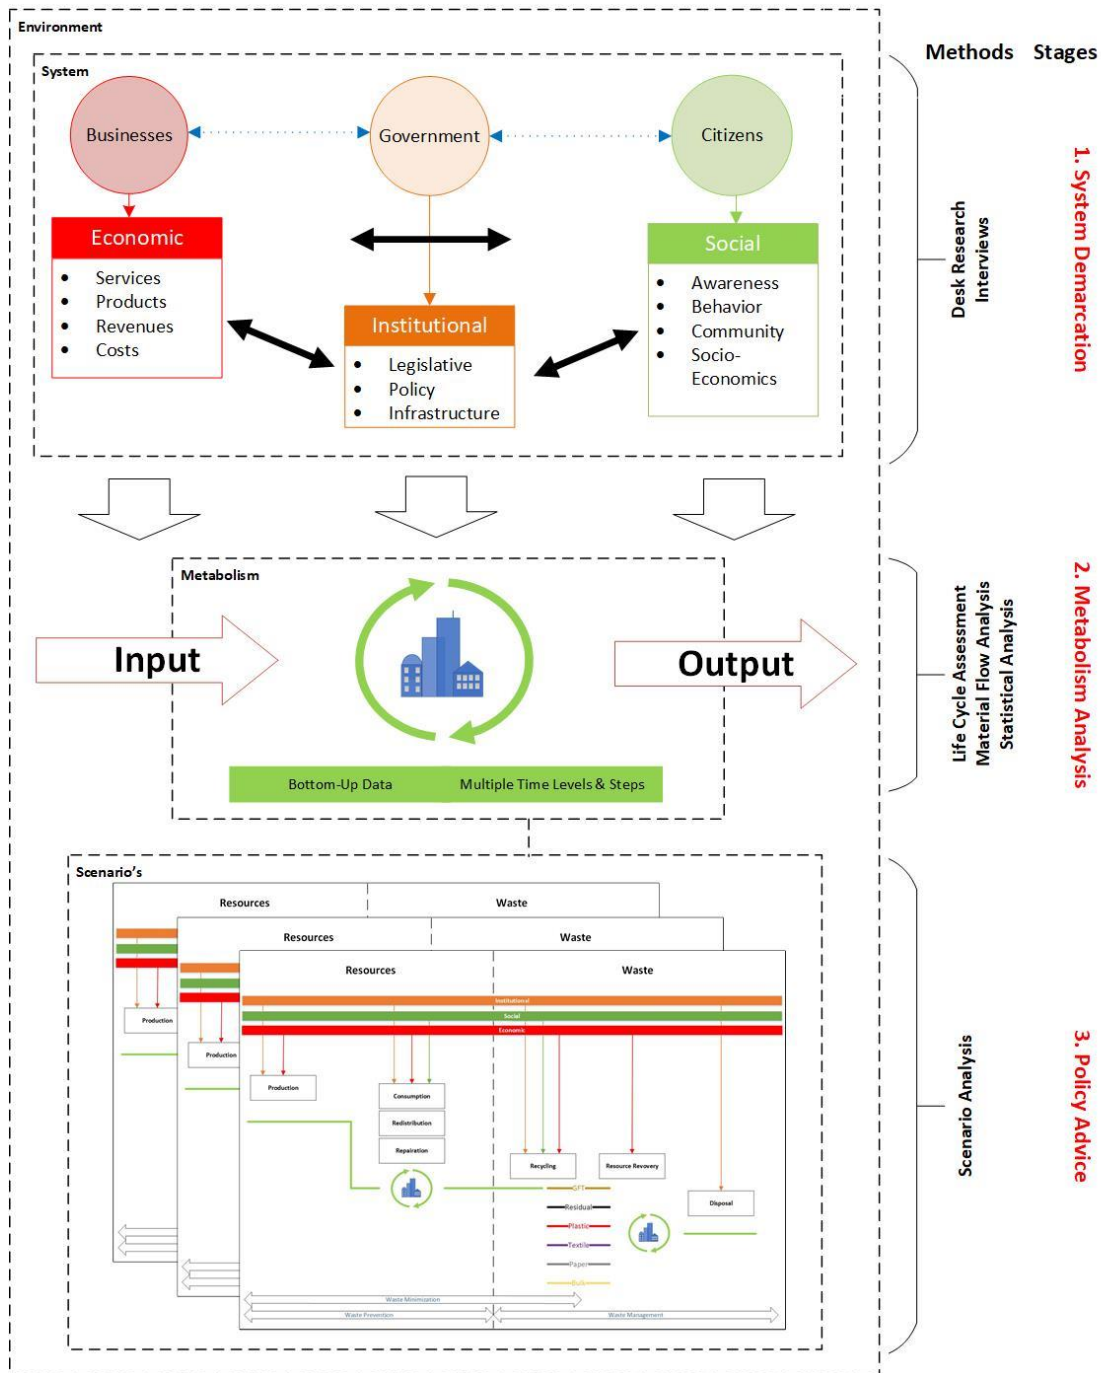 Environment
Methods Stages
System
Businesses
Government
Citizens
Economic
• Services
• Products
• Revenues
• Costs
Institutional
• Legislative
• Policy
• Infrastructure
Social
• Awareness
• Behavior
• Community
• Socio-
Economics
Desk Research
Interviews
1. System Demarcation
Metabolism
Input
Output
Bottom-Up Data
Multiple Time Levels & Steps
Life Cycle Assessment
Material Flow Analysis
Statistical Analysis
2. Metabolism Analysis
Scenario's
Resources
Waste
Production
Resources
Waste
Production
Resources
Waste
Institutional
Social
Economic
Production
Consumption
Redistribution
Repairation
Recycling
Resource Revovery
Disposal
GFT
Residual
Plastic
Textile
Paper
Bulk
Waste Minimization
Waste Prevention
Waste Management
Scenario Analysis
3. Policy Advice